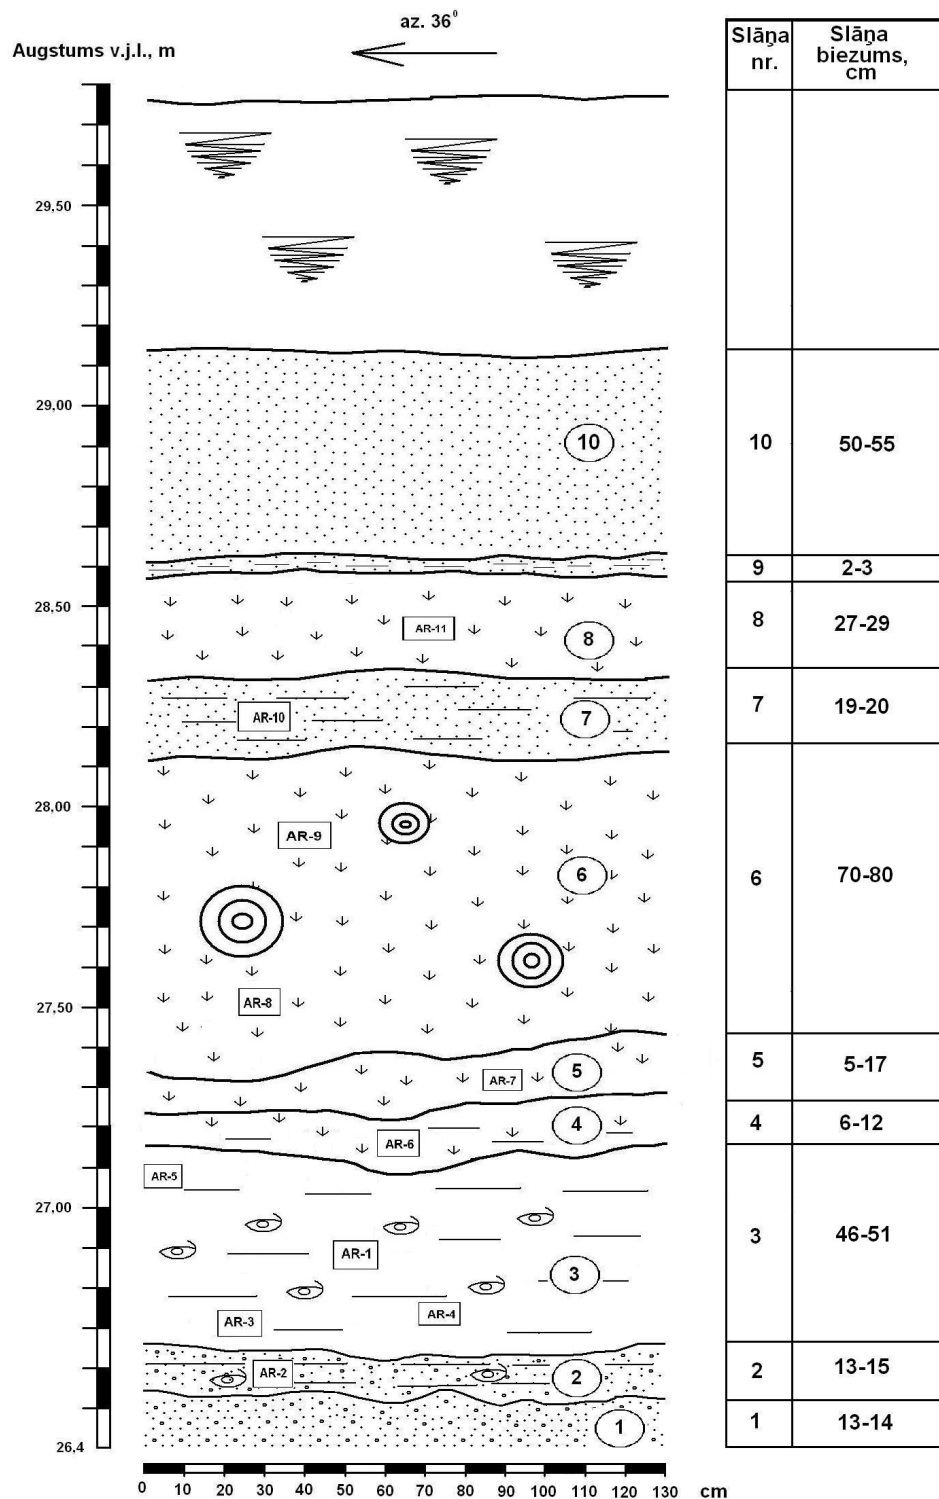 az. 36⁰
Augstums v.j.l., m
Slāņa nr.
Slāņa biezums, cm
29,50
29,00
10
10
50-55
9
2-3
28,50
AR-11
8
8
27-29
AR-10
7
7
19-20
28,00
AR-9
6
6
70-80
AR-8
27,50
AR-7
5
5
5-17
AR-6
4
4
6-12
AR-5
27,00
AR-1
3
3
46-51
AR-3
AR-4
AR-2
2
2
13-15
1
1
13-14
26,4
0 10 20 30 40 50 60 70 80 90 100 110 120 130 cm